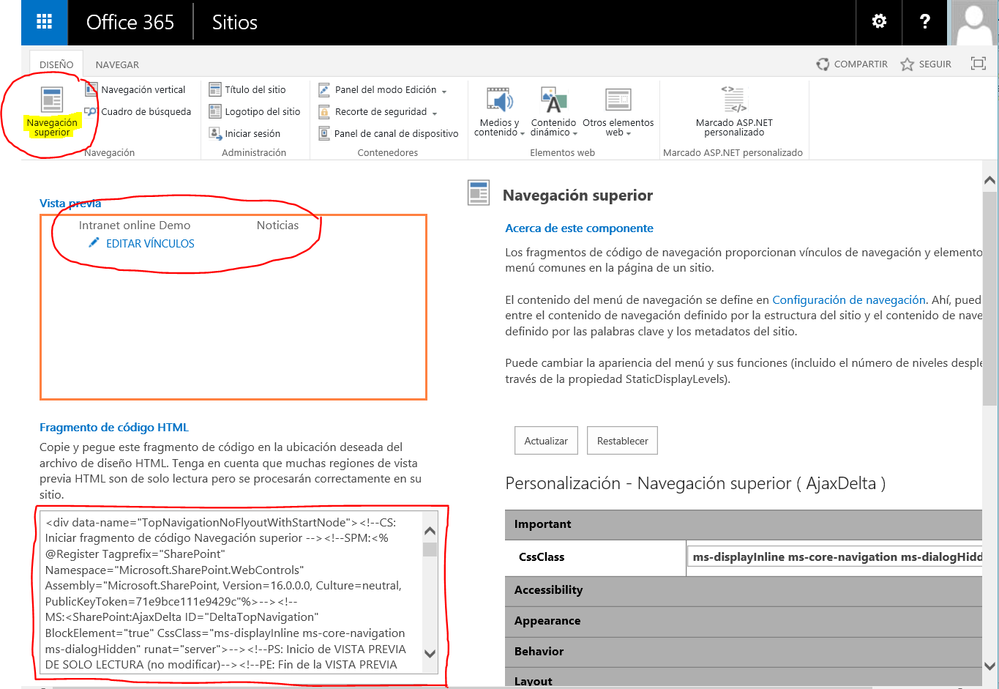 Office 365 Sitios ?
DISEÑO NAVEGAR COMPARTIR SEGUIR
Navegación superior
Navegación vertical
Cuadro de búsqueda
Navegación
Título del sitio
Logotipo del sitio
Iniciar sesión
Administración
Panel del modo Edición
Recorte de seguridad
Panel de canal de dispositivo
Contenedores
Medios y
contenido
Contenido
dinámico
Otros elementos
web
Elementos web
Marcado ASP.NET
personalizado
Marcado ASP.NET personalizado
Vista previa
Intranet online Demo Noticias
EDITAR VÍNCULOS
Fragmento de código HTML
Copie y pegue este fragmento de código en la ubicación deseada del
archivo de diseño HTML. Tenga en cuenta que muchas regiones de vista
previa HTML son de solo lectura pero se procesarán correctamente en su
sitio.
<div data-name="TopNavigationNoFlyoutWithStartNode"><!--CS:
Iniciar fragmento de código Navegación superior --><!--SPM:<%
@Register Tagprefix="SharePoint"
Namespace="Microsoft.SharePoint.WebControls"
Assembly="Microsoft.SharePoint, Version=16.0.0.0, Culture=neutral,
PublicKeyToken=71e9bce111e9429c"%>--><!--
MS:<SharePoint:AjaxDelta ID="DeltaTopNavigation"
BlockElement="true" CssClass="ms-displayInline ms-core-navigation
ms-dialogHidden" runat="server">--><!--PS: Inicio de VISTA PREVIA
DE SOLO LECTURA (no modificar)--><!--PE: Fin de la VISTA PREVIA
Navegación superior
Acerca de este componente
Los fragmentos de código de navegación proporcionan vínculos de navegación y elemento
menú comunes en la página de un sitio.
El contenido del menú de navegación se define en Configuración de navegación. Ahí, pued
entre el contenido de navegación definido por la estructura del sitio y el contenido de nave
definido por las palabras clave y los metadatos del sitio.
Puede cambiar la apariencia del menú y sus funciones (incluido el número de niveles desple
través de la propiedad StaticDisplayLevels).
Actualizar Restablecer
Personalización - Navegación superior ( AjaxDelta )
Important
CssClass ms-displayInline ms-core-navigation ms-dialogHidd
Accessibility
Appearance
Behavior
Layout